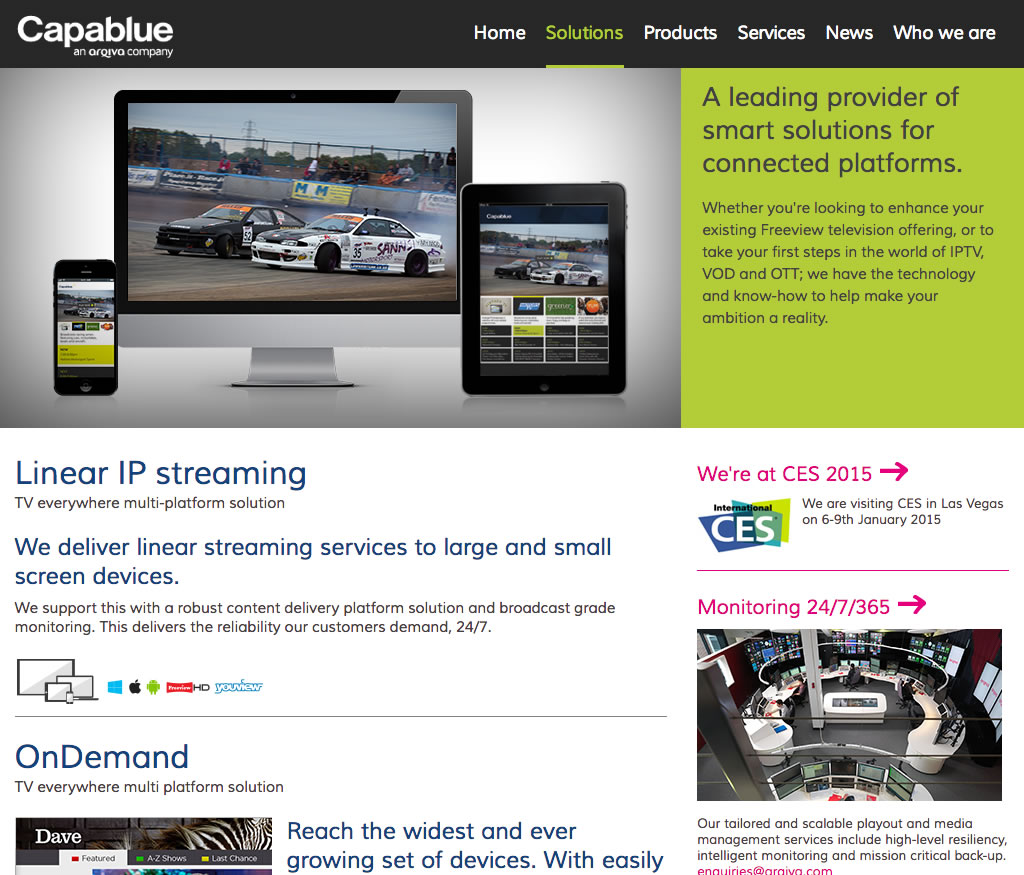 Capablue
an arqiva company
Home Solutions Products Services News Who we are
A leading provider of
smart solutions for
connected platforms.
Whether you're looking to enhance your
existing Freeview television offering, or to
take your first steps in the world of IPTV,
VOD and OTT; we have the technology
and know-how to help make your
ambition a reality.
52
35
Capablue
greener
Linear IP streaming
TV everywhere multi-platform solution
We deliver linear streaming services to large and small
screen devices.
We support this with a robust content delivery platform solution and broadcast grade
monitoring. This delivers the reliability our customers demand, 24/7.
Freeview HD youview
OnDemand
TV everywhere multi platform solution
Dave
Featured A-Z Shows Last Chance
Reach the widest and ever
growing set of devices. With easily
We're at CES 2015
International
CES
We are visiting CES in Las Vegas
on 6-9th January 2015
Monitoring 24/7/365
Our tailored and scalable playout and media
management services include high-level resiliency,
intelligent monitoring and mission critical back-up.
enquiries@arqiva.com